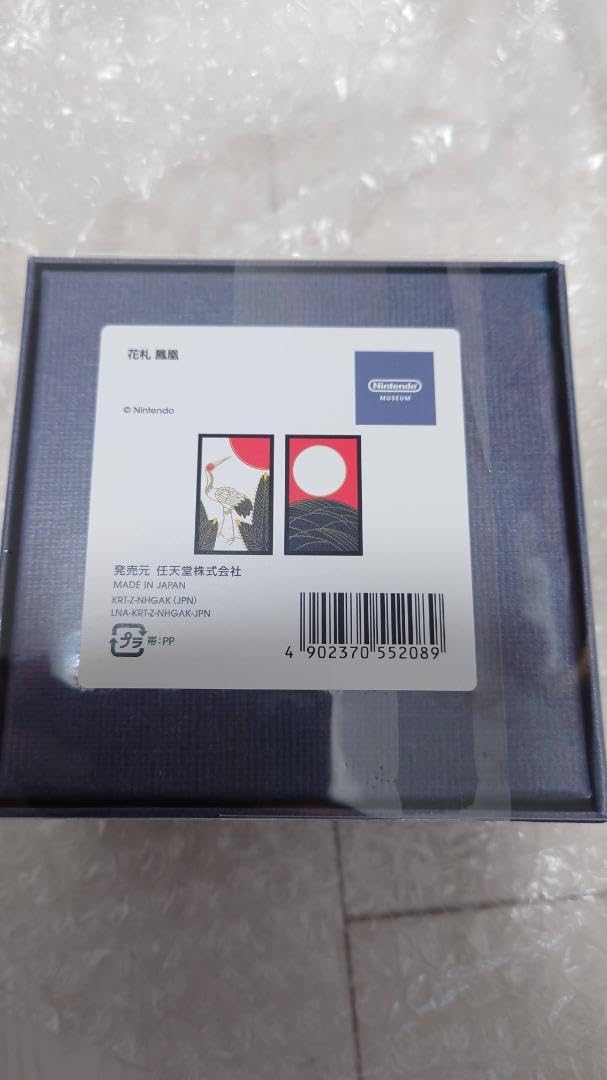 花札 鳳凰
Nintendo
MUSEUM
© Nintendo
発売元 任天堂株式会社
MADE IN JAPAN
KRT-Z-NHGAK (JPN)
LNA-KRT-Z-NHGAK-JPN
プラ 帯:PP
4 902370 552089